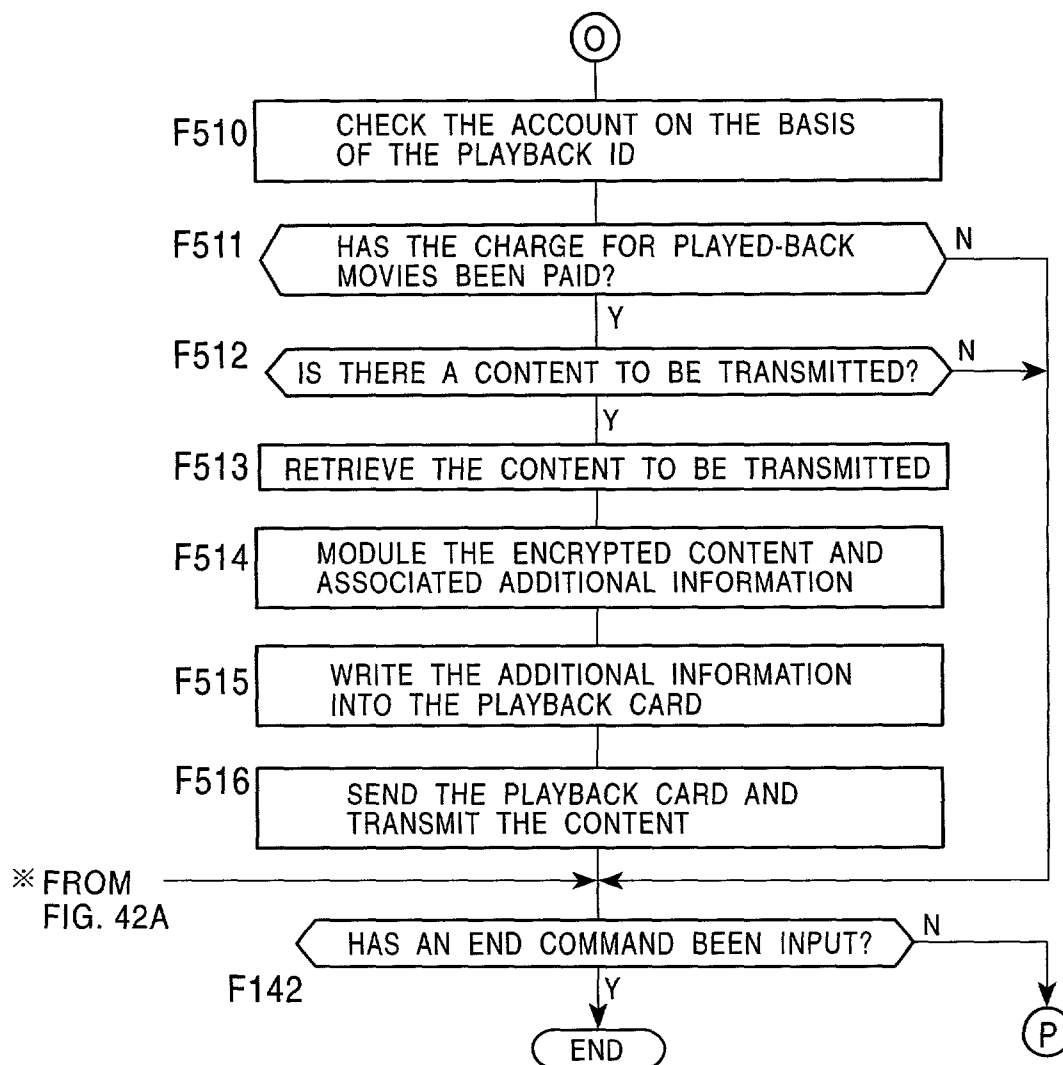 O
F510
CHECK THE ACCOUNT ON THE BASIS
OF THE PLAYBACK ID
F511
HAS THE CHARGE FOR PLAYED-BACK
MOVIES BEEN PAID?
N
Y
F512
IS THERE A CONTENT TO BE TRANSMITTED?
N
Y
F513
RETRIEVE THE CONTENT TO BE TRANSMITTED
F514
MODULE THE ENCRYPTED CONTENT AND
ASSOCIATED ADDITIONAL INFORMATION
F515
WRITE THE ADDITIONAL INFORMATION
INTO THE PLAYBACK CARD
F516
SEND THE PLAYBACK CARD AND
TRANSMIT THE CONTENT
※ FROM
FIG. 42A
HAS AN END COMMAND BEEN INPUT?
N
F142
Y
END
P